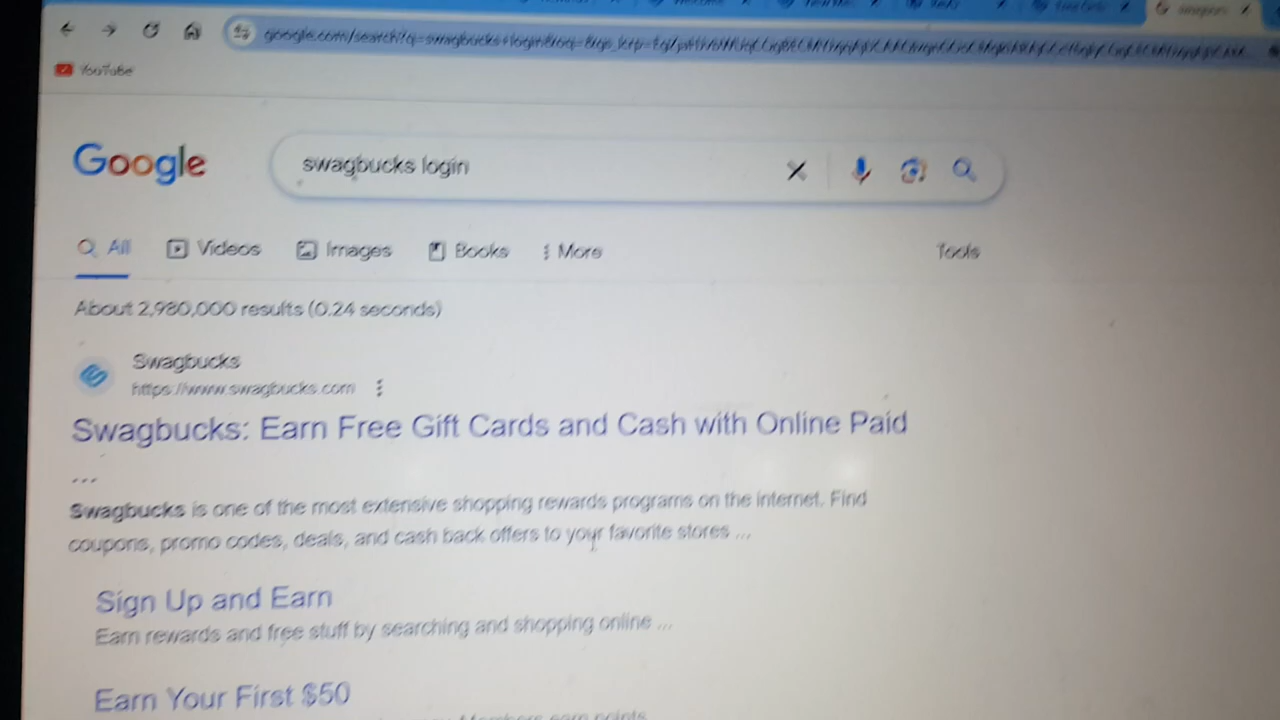 YouTube
Google
swagbucks login
All Videos Images Books More Tools
About 2,980,000 results (0.24 seconds)
Swagbucks
https://www.swagbucks.com
Swagbucks: Earn Free Gift Cards and Cash with Online Paid
...
Swagbucks is one of the most extensive shopping rewards programs on the internet. Find
coupons, promo codes, deals, and cash back offers to your favorite stores ...
Sign Up and Earn
Earn rewards and free stuff by searching and shopping online ...
Earn Your First $50
Members earn points